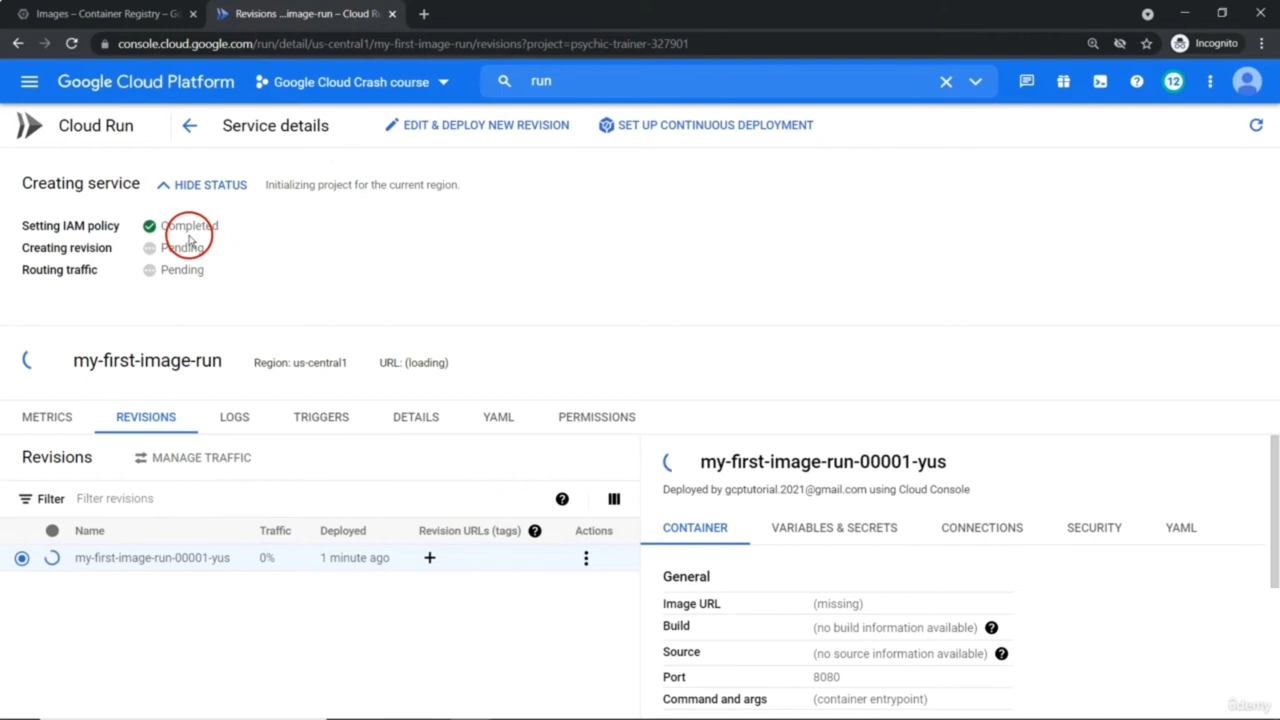 Images – Container Registry – G
Revisions ...image-run – Cloud R
console.cloud.google.com/run/detail/us-central1/my-first-image-run/revisions?project=psychic-trainer-327901
Incognito
Google Cloud Platform
Google Cloud Crash course
run
12
Cloud Run
Service details
EDIT & DEPLOY NEW REVISION
SET UP CONTINUOUS DEPLOYMENT
Creating service
HIDE STATUS
Initializing project for the current region.
Setting IAM policy
Completed
Creating revision
Pending
Routing traffic
Pending
my-first-image-run
Region: us-central1
URL: (loading)
METRICS
REVISIONS
LOGS
TRIGGERS
DETAILS
YAML
PERMISSIONS
Revisions
MANAGE TRAFFIC
Filter
Filter revisions
Name
Traffic
Deployed
Revision URLs (tags)
Actions
my-first-image-run-00001-yus
0%
1 minute ago
my-first-image-run-00001-yus
Deployed by gcptutorial.2021@gmail.com using Cloud Console
CONTAINER
VARIABLES & SECRETS
CONNECTIONS
SECURITY
YAML
General
Image URL
(missing)
Build
(no build information available)
Source
(no source information available)
Port
8080
Command and args
(container entrypoint)
ûdemy